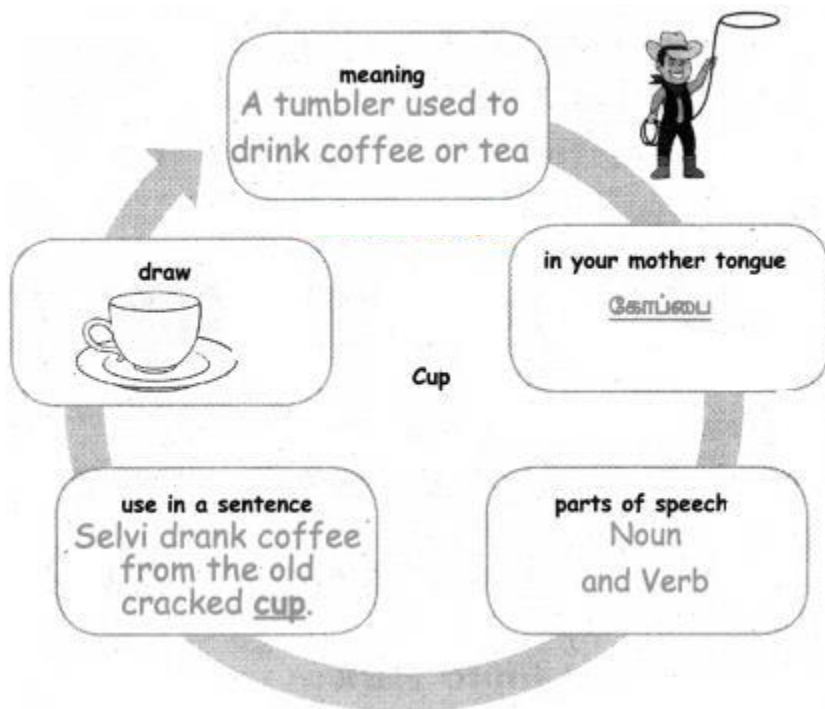 meaning
A tumbler used to
drink coffee or tea
in your mother tongue
கோப்பை
parts of speech
Noun
and Verb
use in a sentence
Selvi drank coffee
from the old
cracked cup.
draw
Cup